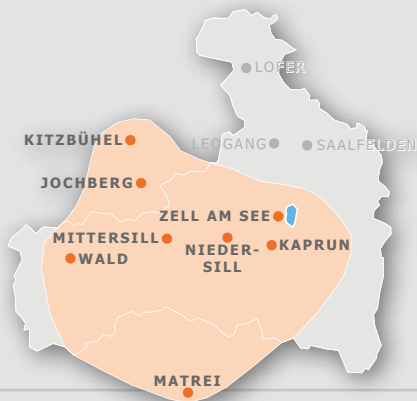 LOFER
KITZBÜHEL
LEOGANG
SAALFELDEN
JOCHBERG
ZELL AM SEE
MITTERSILL
NIEDER-
SILL
KAPRUN
WALD
MATREI